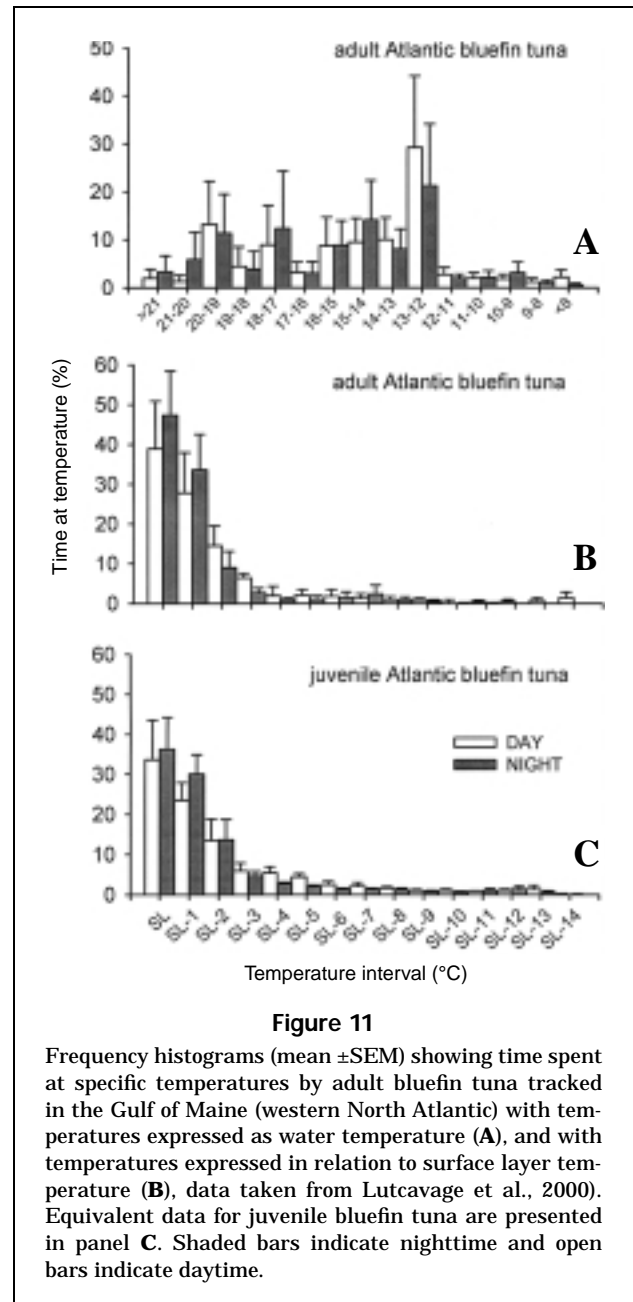 adult Atlantic bluefin tuna
50
40
30
20
10
0
A
>21 21-20 20-19 19-18 18-17 17-16 16-15 15-14 14-13 13-12 12-11 11-10 10-9 9-8 <8
adult Atlantic bluefin tuna
60
50
40
30
20
10
0
B
Time at temperature (%)
juvenile Atlantic bluefin tuna
60
50
40
30
20
10
0
DAY
NIGHT
C
SL SL-1 SL-2 SL-3 SL-4 SL-5 SL-6 SL-7 SL-8 SL-9 SL-10 SL-11 SL-12 SL-13 SL-14
Temperature interval (°C)
Figure 11
Frequency histograms (mean ±SEM) showing time spent
at specific temperatures by adult bluefin tuna tracked
in the Gulf of Maine (western North Atlantic) with tem-
peratures expressed as water temperature (A), and with
temperatures expressed in relation to surface layer tem-
perature (B), data taken from Lutcavage et al., 2000).
Equivalent data for juvenile bluefin tuna are presented
in panel C. Shaded bars indicate nighttime and open
bars indicate daytime.